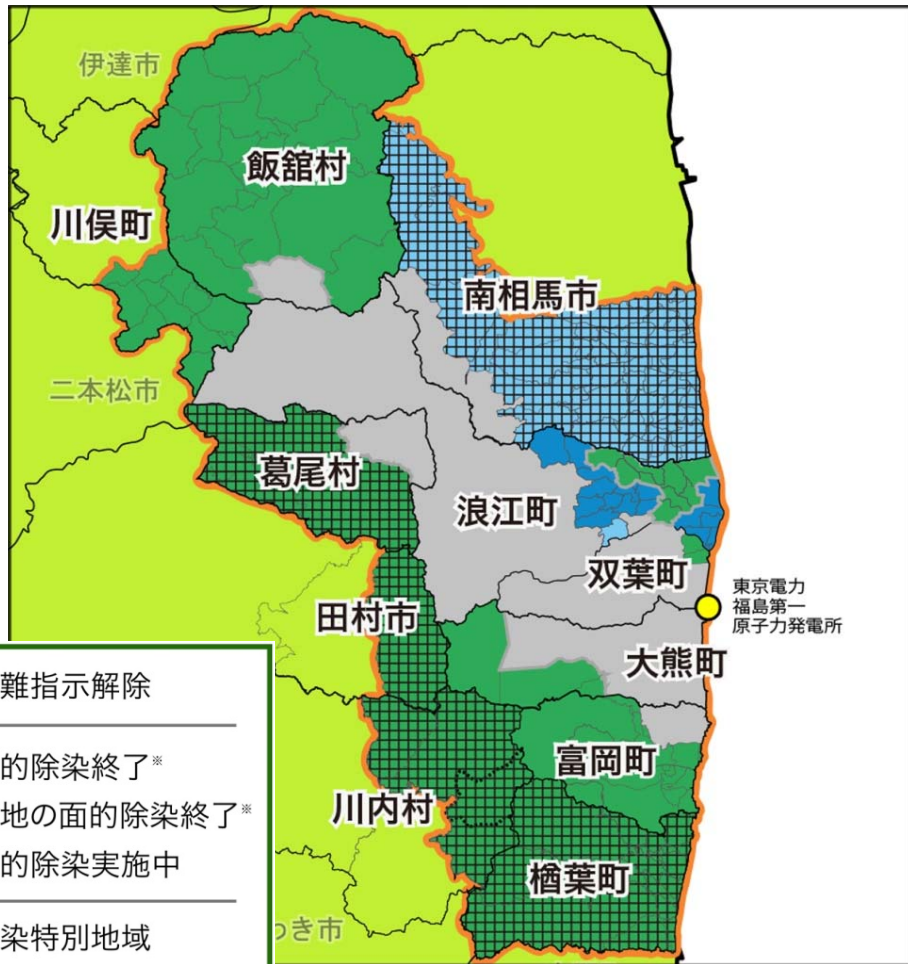 伊達市
飯舘村
川俣町
南相馬市
二本松市
葛尾村
浪江町
双葉町
東京電力
福島第一
原子力発電所
田村市
大熊町
難指示解除
富岡町
的除染終了※
地の面的除染終了※
川内村
的除染実施中
楢葉町
わき市
染特別地域